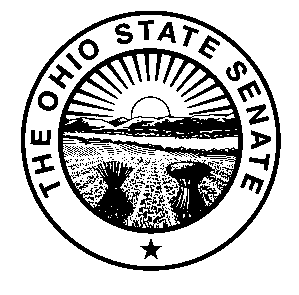 THE OHIO STATE SENATE